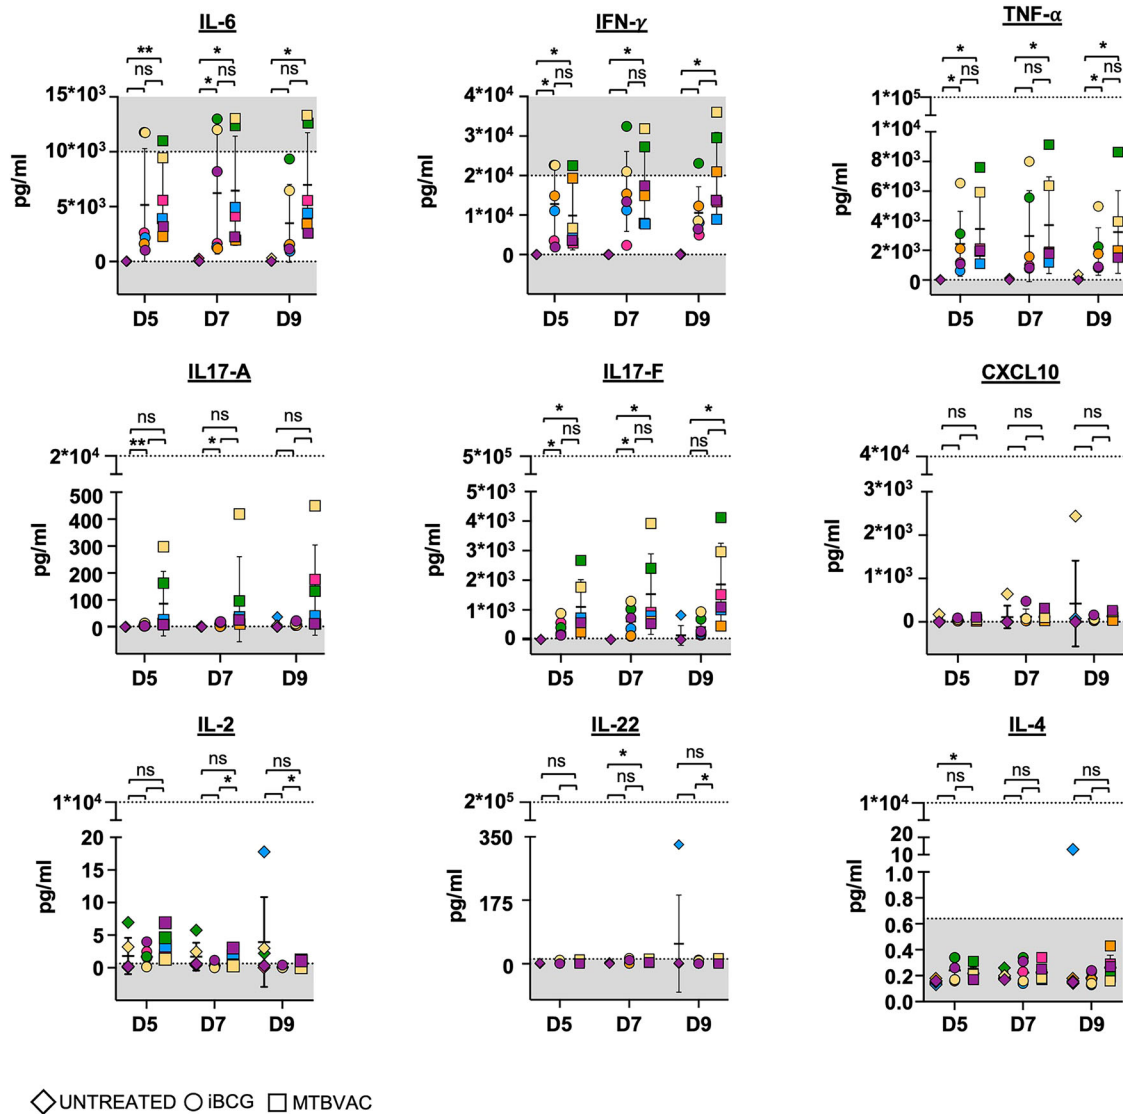 IL-6
** * *
ns ns ns
*
15*10³
10*10³
5*10³
0
pg/ml
D5 D7 D9
IFN-γ
* * *
ns ns
*
4*10⁴
3*10⁴
2*10⁴
1*10⁴
0
pg/ml
D5 D7 D9
TNF-α
* * *
ns ns ns
* *
1*10⁵
1*10⁴
8*10³
6*10³
4*10³
2*10³
0
pg/ml
D5 D7 D9
IL17-A
ns ns ns
** *
2*10⁴
500
400
300
200
100
0
pg/ml
D5 D7 D9
IL17-F
* * *
ns ns
* * ns
5*10⁵
5*10³
4*10³
3*10³
2*10³
1*10³
0
pg/ml
D5 D7 D9
CXCL10
ns ns ns
4*10⁴
3*10³
2*10³
1*10³
0
pg/ml
D5 D7 D9
IL-2
ns ns ns
* *
1*10⁴
20
15
10
5
0
pg/ml
D5 D7 D9
IL-22
ns * ns
ns *
2*10⁵
350
175
0
pg/ml
D5 D7 D9
IL-4
* ns ns
ns
1*10⁴
20
10
1.0
0.8
0.6
0.4
0.2
0.0
pg/ml
D5 D7 D9
UNTREATED iBCG MTBVAC